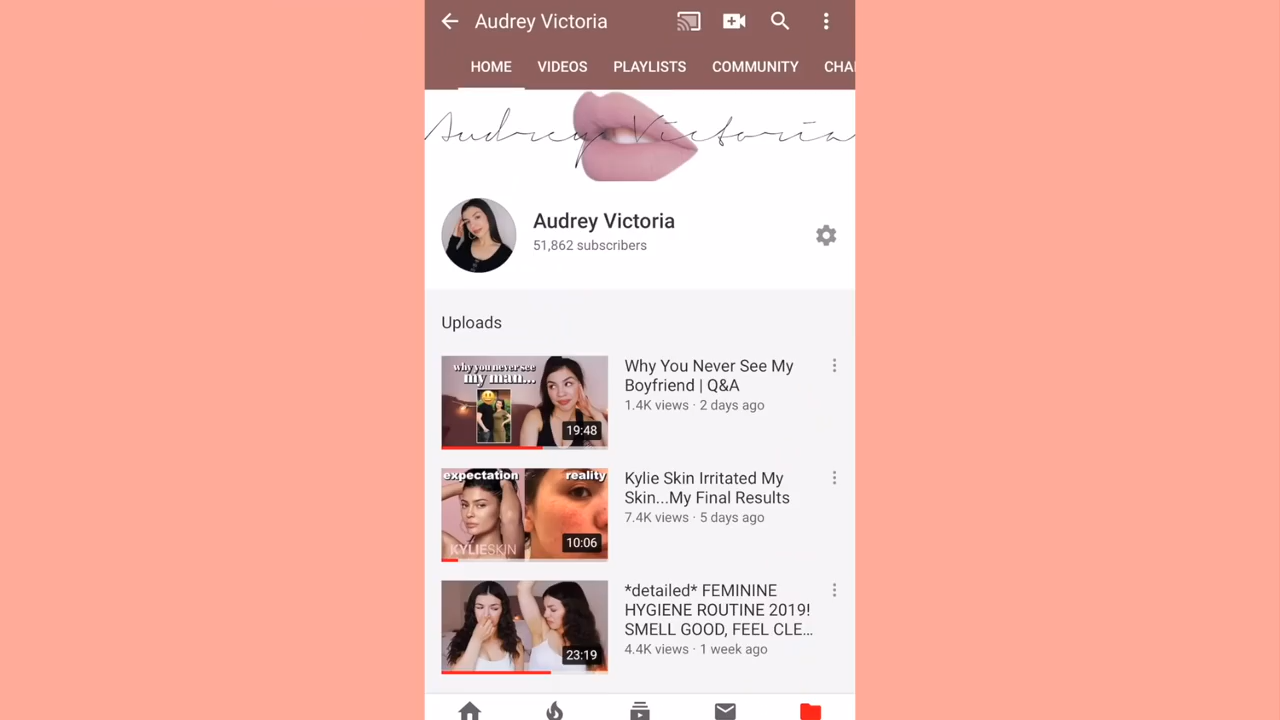 Audrey Victoria
HOME VIDEOS PLAYLISTS COMMUNITY CHA
Audrey Victoria
Audrey Victoria
51,862 subscribers
Uploads
why you never see
my man...
19:48
Why You Never See My
Boyfriend | Q&A
1.4K views · 2 days ago
expectation reality
KYLIESKIN
10:06
Kylie Skin Irritated My
Skin...My Final Results
7.4K views · 5 days ago
23:19
*detailed* FEMININE
HYGIENE ROUTINE 2019!
SMELL GOOD, FEEL CLE...
4.4K views · 1 week ago